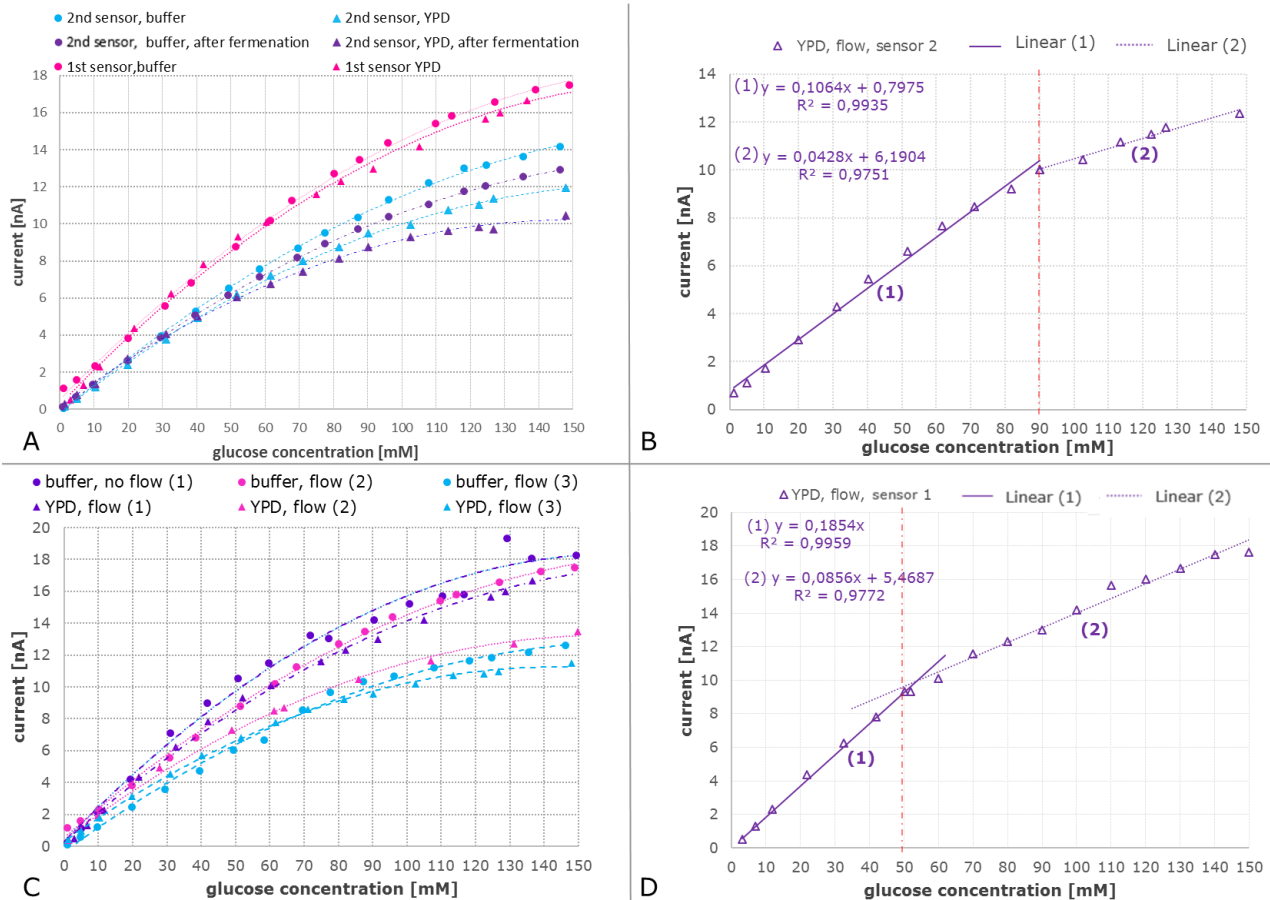 2nd sensor, buffer
2nd sensor, YPD
2nd sensor, buffer, after fermenation
2nd sensor, YPD, after fermentation
1st sensor,buffer
1st sensor YPD
18
16
14
12
10
8
6
4
2
0
current [nA]
0 10 20 30 40 50 60 70 80 90 100 110 120 130 140 150
glucose concentration [mM]
A
YPD, flow, sensor 2
Linear (1)
Linear (2)
14
12
10
8
6
4
2
0
current [nA]
(1) y = 0,1064x + 0,7975
R² = 0,9935
(2) y = 0,0428x + 6,1904
R² = 0,9751
(1)
(2)
0 10 20 30 40 50 60 70 80 90 100 110 120 130 140 150
glucose concentration [mM]
B
buffer, no flow (1)
buffer, flow (2)
buffer, flow (3)
YPD, flow (1)
YPD, flow (2)
YPD, flow (3)
20
18
16
14
12
10
8
6
4
2
0
current [nA]
0 10 20 30 40 50 60 70 80 90 100 110 120 130 140 150
glucose concentration [mM]
C
YPD, flow, sensor 1
Linear (1)
Linear (2)
20
18
16
14
12
10
8
6
4
2
0
current [nA]
(1) y = 0,1854x
R² = 0,9959
(2) y = 0,0856x + 5,4687
R² = 0,9772
(1)
(2)
0 10 20 30 40 50 60 70 80 90 100 110 120 130 140 150
glucose concentration [mM]
D